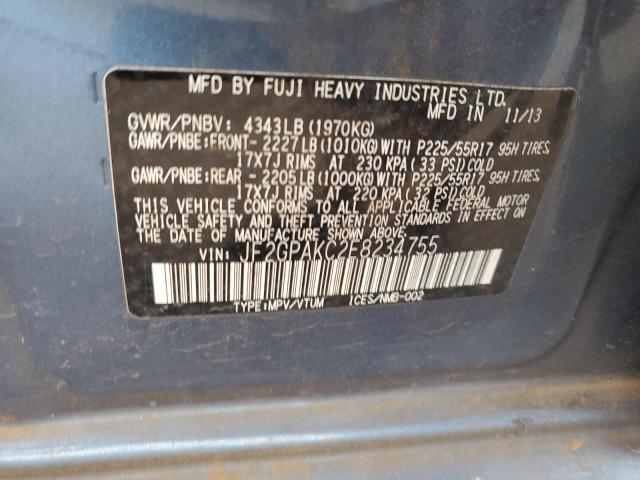 MFD BY FUJI HEAVY INDUSTRIES LTD.
MFD IN 11/13
GVWR/PNBV: 4343LB (1970KG)
GAWR/PNBE:FRONT- 2227LB (1010KG) WITH P225/55R17 95H TIRES,
17X7J RIMS AT 230 KPA (33 PSI) COLD
GAWR/PNBE:REAR - 2205LB (1000KG) WITH P225/55R17 95H TIRES,
17X7J RIMS AT 220 KPA (32 PSI) COLD
THIS VEHICLE CONFORMS TO ALL APPLICABLE FEDERAL MOTOR
VEHICLE SAFETY AND THEFT PREVENTION STANDARDS IN EFFECT ON
THE DATE OF MANUFACTURE SHOWN ABOVE.
VIN: JF2GPAKC2E8234755
TYPE:MPV/VTUM ICES/NMB-002